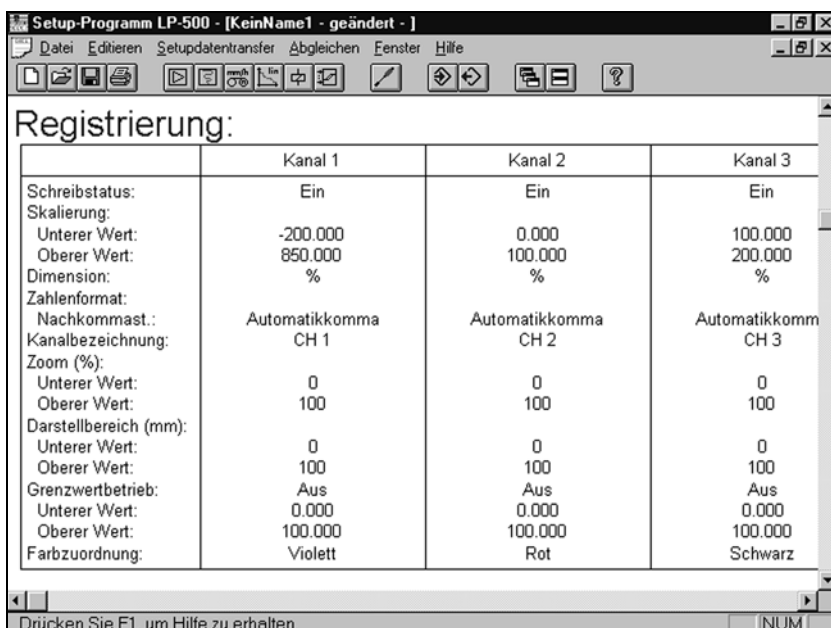 Setup-Programm LP-500 - [KeinName1 - geändert - ]
Datei Editieren Setupdatentransfer Abgleichen Fenster Hilfe
mm/h lin ?
Registrierung:
Kanal 1 Kanal 2 Kanal 3
Schreibstatus: Ein Ein Ein
Skalierung:
Unterer Wert: -200.000 0.000 100.000
Oberer Wert: 850.000 100.000 200.000
Dimension: % % %
Zahlenformat:
Nachkommast.: Automatikkomma Automatikkomma Automatikkomm
Kanalbezeichnung: CH 1 CH 2 CH 3
Zoom (%):
Unterer Wert: 0 0 0
Oberer Wert: 100 100 100
Darstellbereich (mm):
Unterer Wert: 0 0 0
Oberer Wert: 100 100 100
Grenzwertbetrieb: Aus Aus Aus
Unterer Wert: 0.000 0.000 0.000
Oberer Wert: 100.000 100.000 100.000
Farbzuordnung: Violett Rot Schwarz
Drücken Sie F1, um Hilfe zu erhalten NUM